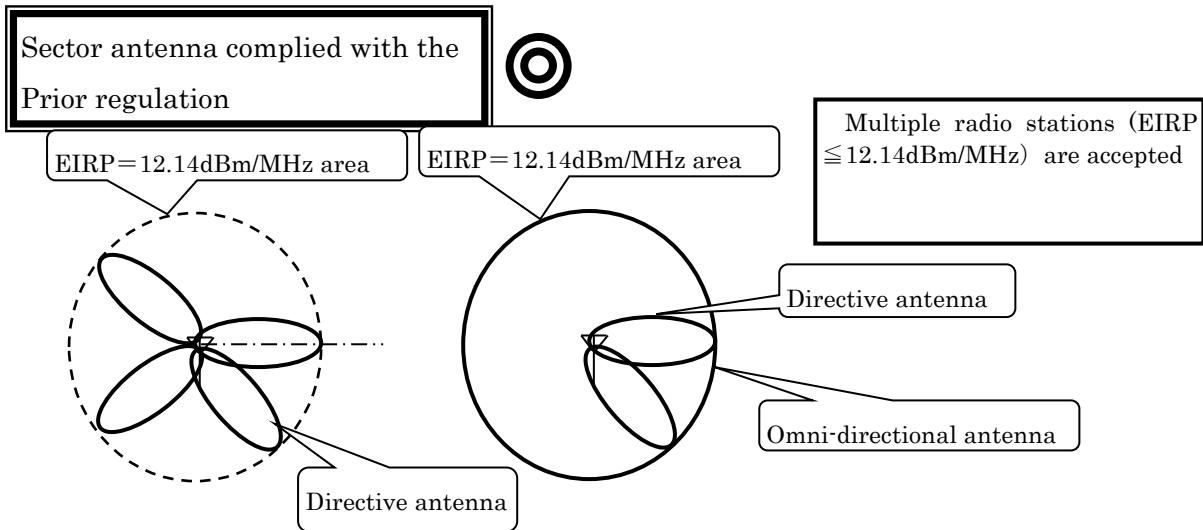 Sector antenna complied with the
Prior regulation
EIRP＝12.14dBm/MHz area
EIRP＝12.14dBm/MHz area
Multiple radio stations (EIRP
≦12.14dBm/MHz) are accepted
Directive antenna
Omni-directional antenna
Directive antenna